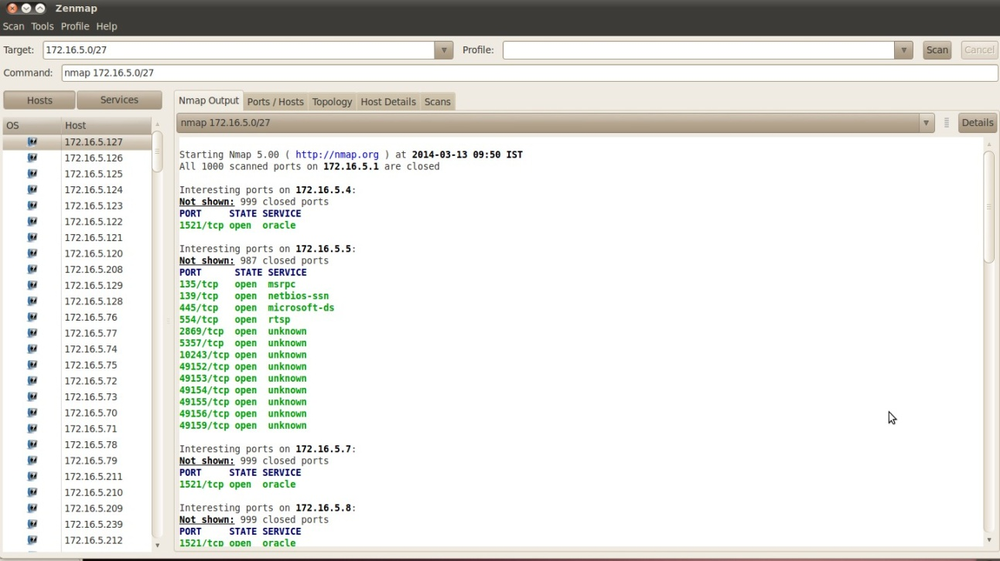 Zenmap
Scan Tools Profile Help
Target: 172.16.5.0/27 Profile: Scan Cancel
Command: nmap 172.16.5.0/27
Hosts Services
Nmap Output Ports / Hosts Topology Host Details Scans
OS Host
172.16.5.127
172.16.5.126
172.16.5.125
172.16.5.124
172.16.5.123
172.16.5.122
172.16.5.121
172.16.5.120
172.16.5.208
172.16.5.129
172.16.5.128
172.16.5.76
172.16.5.77
172.16.5.74
172.16.5.75
172.16.5.72
172.16.5.73
172.16.5.70
172.16.5.71
172.16.5.78
172.16.5.79
172.16.5.211
172.16.5.210
172.16.5.209
172.16.5.239
172.16.5.212
nmap 172.16.5.0/27 Details
Starting Nmap 5.00 ( http://nmap.org ) at 2014-03-13 09:50 IST
All 1000 scanned ports on 172.16.5.1 are closed
Interesting ports on 172.16.5.4:
Not shown: 999 closed ports
PORT STATE SERVICE
1521/tcp open oracle
Interesting ports on 172.16.5.5:
Not shown: 987 closed ports
PORT STATE SERVICE
135/tcp open msrpc
139/tcp open netbios-ssn
445/tcp open microsoft-ds
554/tcp open rtsp
2869/tcp open unknown
5357/tcp open unknown
10243/tcp open unknown
49152/tcp open unknown
49153/tcp open unknown
49154/tcp open unknown
49155/tcp open unknown
49156/tcp open unknown
49159/tcp open unknown
Interesting ports on 172.16.5.7:
Not shown: 999 closed ports
PORT STATE SERVICE
1521/tcp open oracle
Interesting ports on 172.16.5.8:
Not shown: 999 closed ports
PORT STATE SERVICE
1521/tcp open oracle